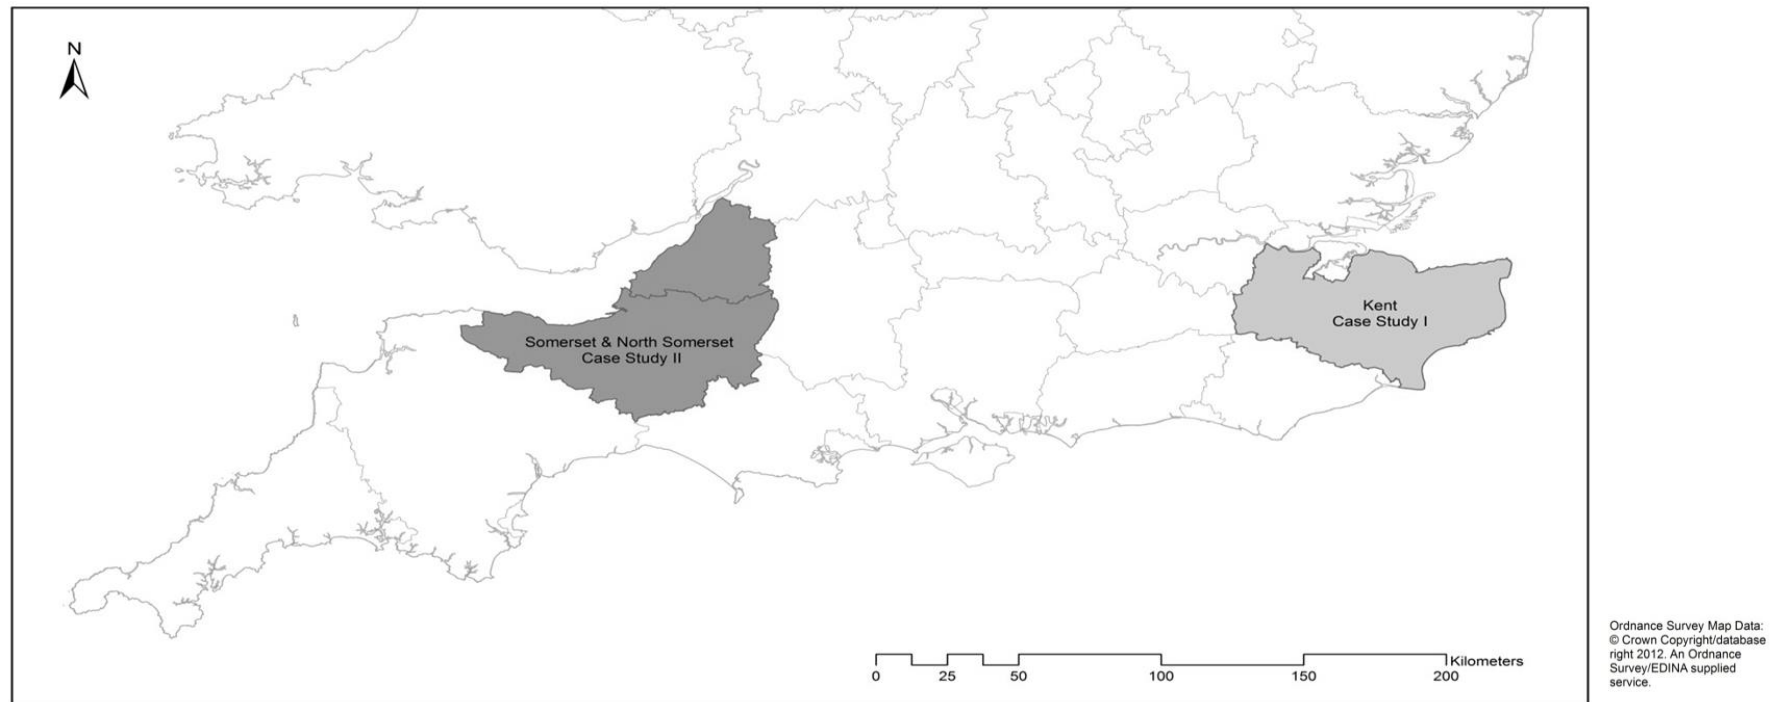 N
Kent
Case Study I
Somerset & North Somerset
Case Study II
Kilometers
0 25 50 100 150 200
Ordnance Survey Map Data:
© Crown Copyright/database
right 2012. An Ordnance
Survey/EDINA supplied
service.